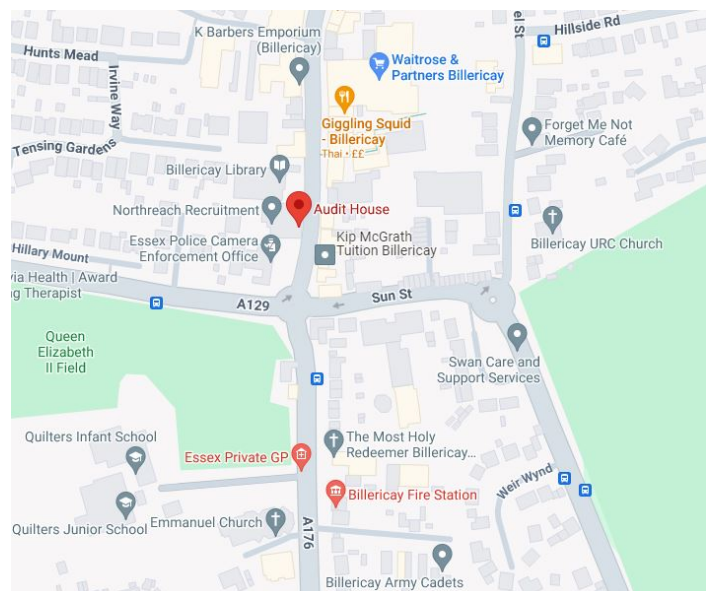 K Barbers Emporium
(Billericay)
el St
Hillside Rd
Hunts Mead
Irvine Way
Waitrose &
Partners Billericay
Giggling Squid
- Billericay
Thai • ££
Forget Me Not
Memory Café
Tensing Gardens
Billericay Library
Northreach Recruitment
Audit House
Kip McGrath
Tuition Billericay
Essex Police Camera
Enforcement Office
Billericay URC Church
Hillary Mount
via Health | Award
g Therapist
A129
Sun St
Queen
Elizabeth
II Field
Swan Care and
Support Services
Quilters Infant School
Essex Private GP
The Most Holy
Redeemer Billericay...
Billericay Fire Station
Weir Wynd
Quilters Junior School
Emmanuel Church
A176
Billericay Army Cadets